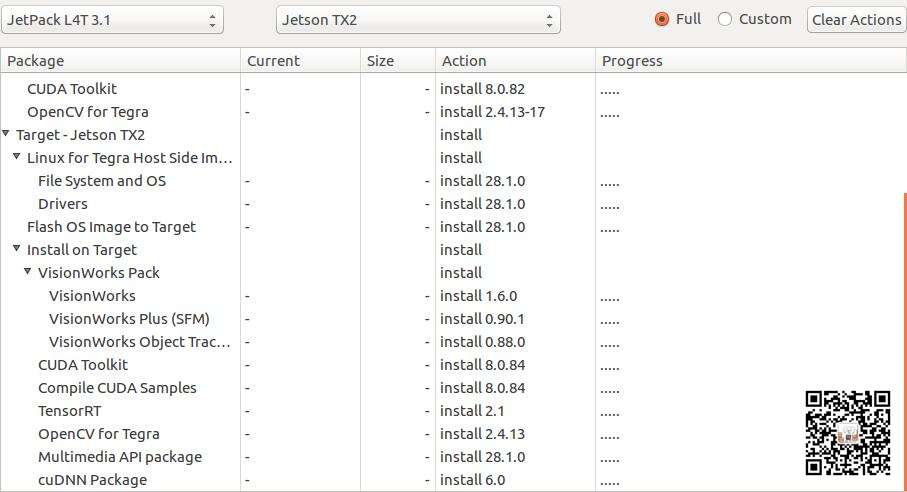 JetPack L4T 3.1 Jetson TX2 Full Custom Clear Actions
Package Current Size Action Progress
CUDA Toolkit - - install 8.0.82 .....
OpenCV for Tegra - - install 2.4.13-17 .....
Target - Jetson TX2 install
Linux for Tegra Host Side Im... install
File System and OS - - install 28.1.0 .....
Drivers - - install 28.1.0 .....
Flash OS Image to Target - - install 28.1.0 .....
Install on Target install
VisionWorks Pack install
VisionWorks - - install 1.6.0 .....
VisionWorks Plus (SFM) - - install 0.90.1 .....
VisionWorks Object Trac... - - install 0.88.0 .....
CUDA Toolkit - - install 8.0.84 .....
Compile CUDA Samples - - install 8.0.84 .....
TensorRT - - install 2.1 .....
OpenCV for Tegra - - install 2.4.13 .....
Multimedia API package - - install 28.1.0 .....
cuDNN Package - - install 6.0 .....